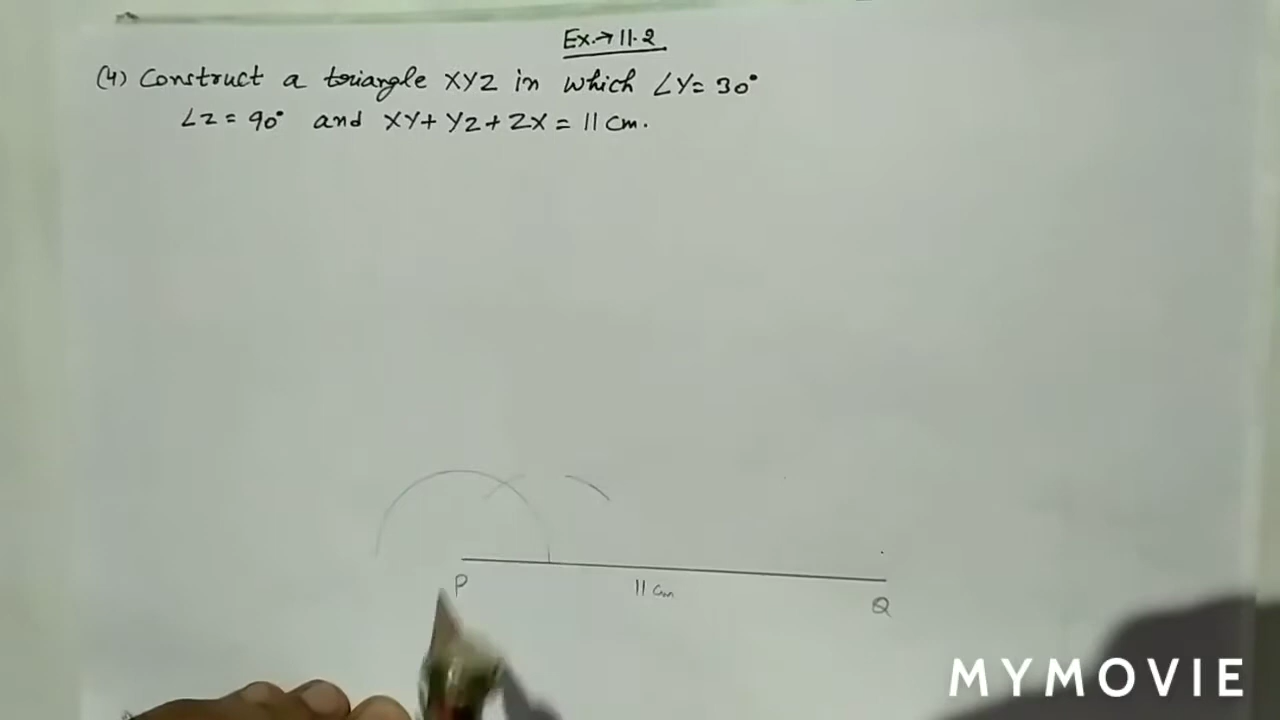 Ex.→ 11.2
(4) Construct a triangle XYZ in which ∠Y= 30°
∠Z = 90° and XY+ YZ + ZX = 11 cm.
P
11 cm
Q
MYMOVIE